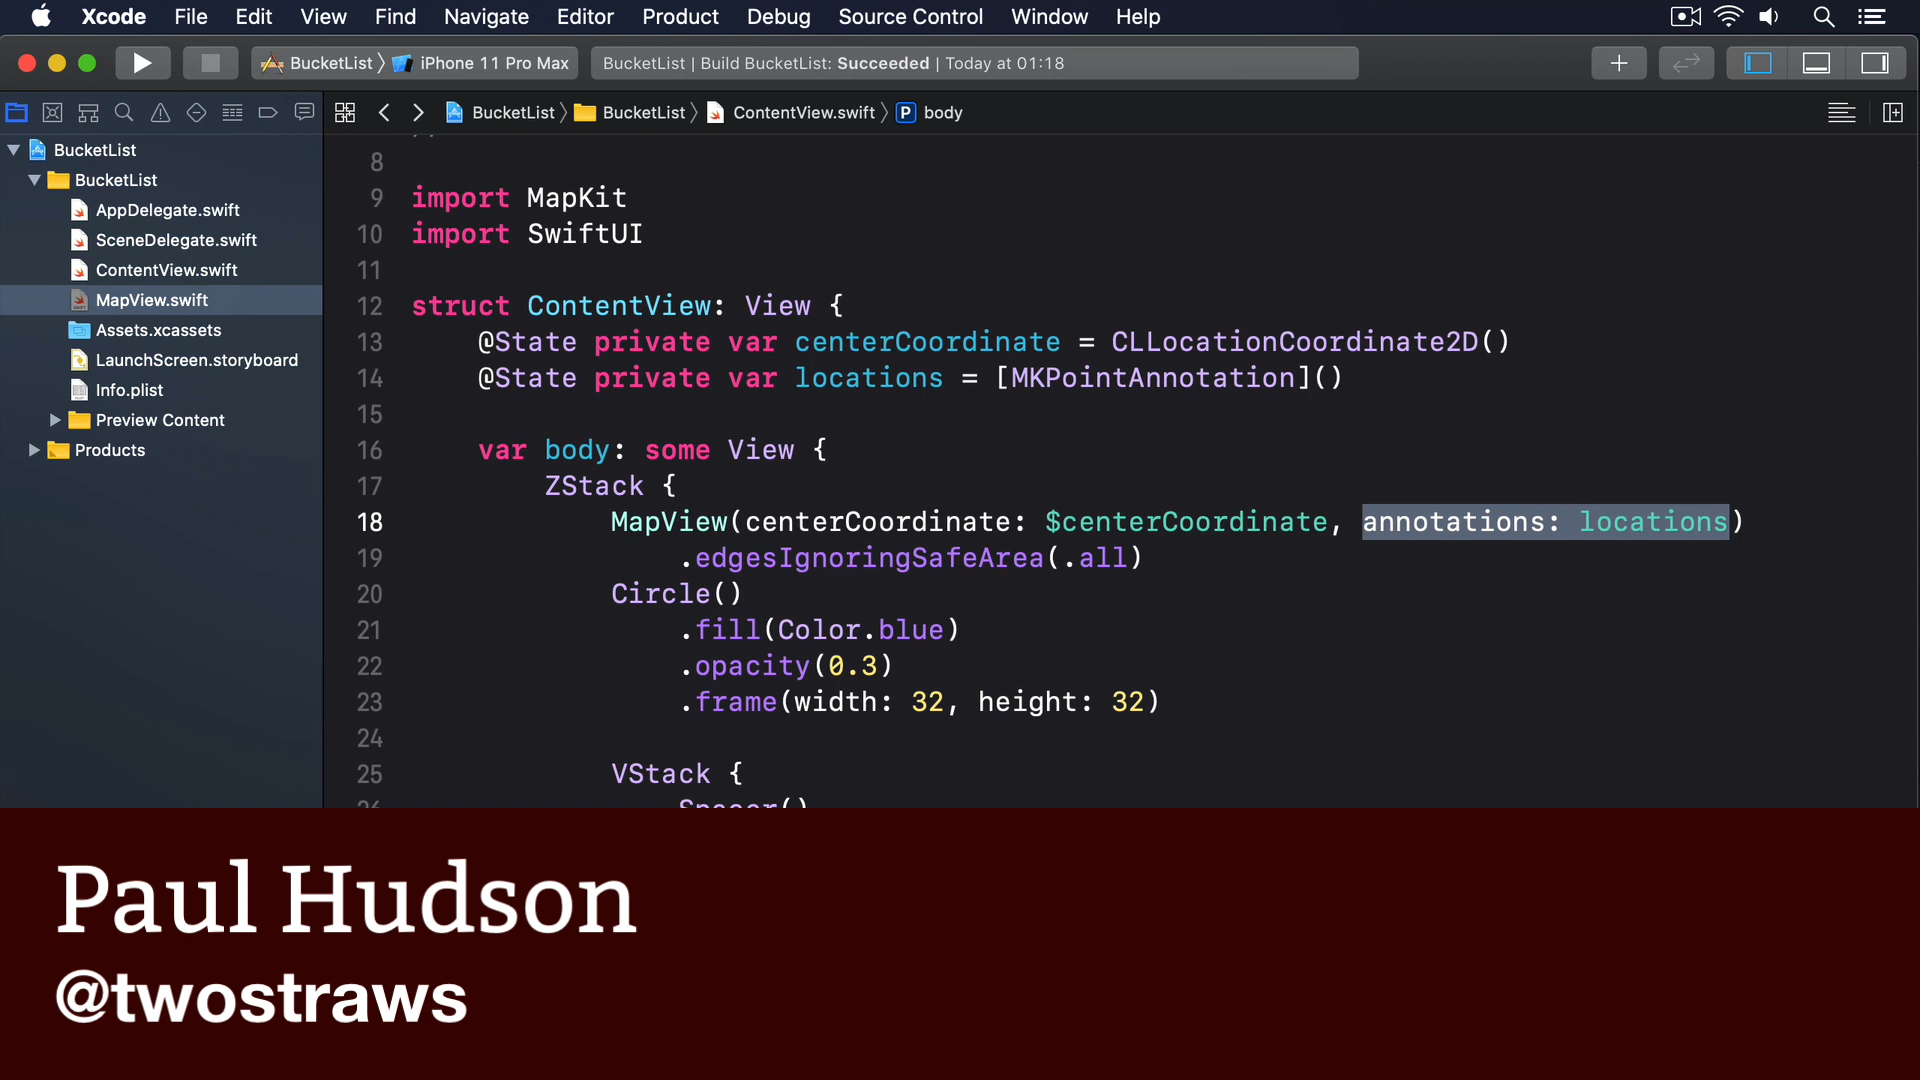 Xcode File Edit View Find Navigate Editor Product Debug Source Control Window Help
BucketList iPhone 11 Pro Max BucketList | Build BucketList: Succeeded | Today at 01:18
BucketList BucketList ContentView.swift P body
BucketList
BucketList
AppDelegate.swift
SceneDelegate.swift
ContentView.swift
MapView.swift
Assets.xcassets
LaunchScreen.storyboard
Info.plist
Preview Content
Products
8
9 import MapKit
10 import SwiftUI
11
12 struct ContentView: View {
13 @State private var centerCoordinate = CLLocationCoordinate2D()
14 @State private var locations = [MKPointAnnotation]()
15
16 var body: some View {
17 ZStack {
18 MapView(centerCoordinate: $centerCoordinate, annotations: locations)
19 .edgesIgnoringSafeArea(.all)
20 Circle()
21 .fill(Color.blue)
22 .opacity(0.3)
23 .frame(width: 32, height: 32)
24
25 VStack {
26 Spacer()
Paul Hudson
@twostraws